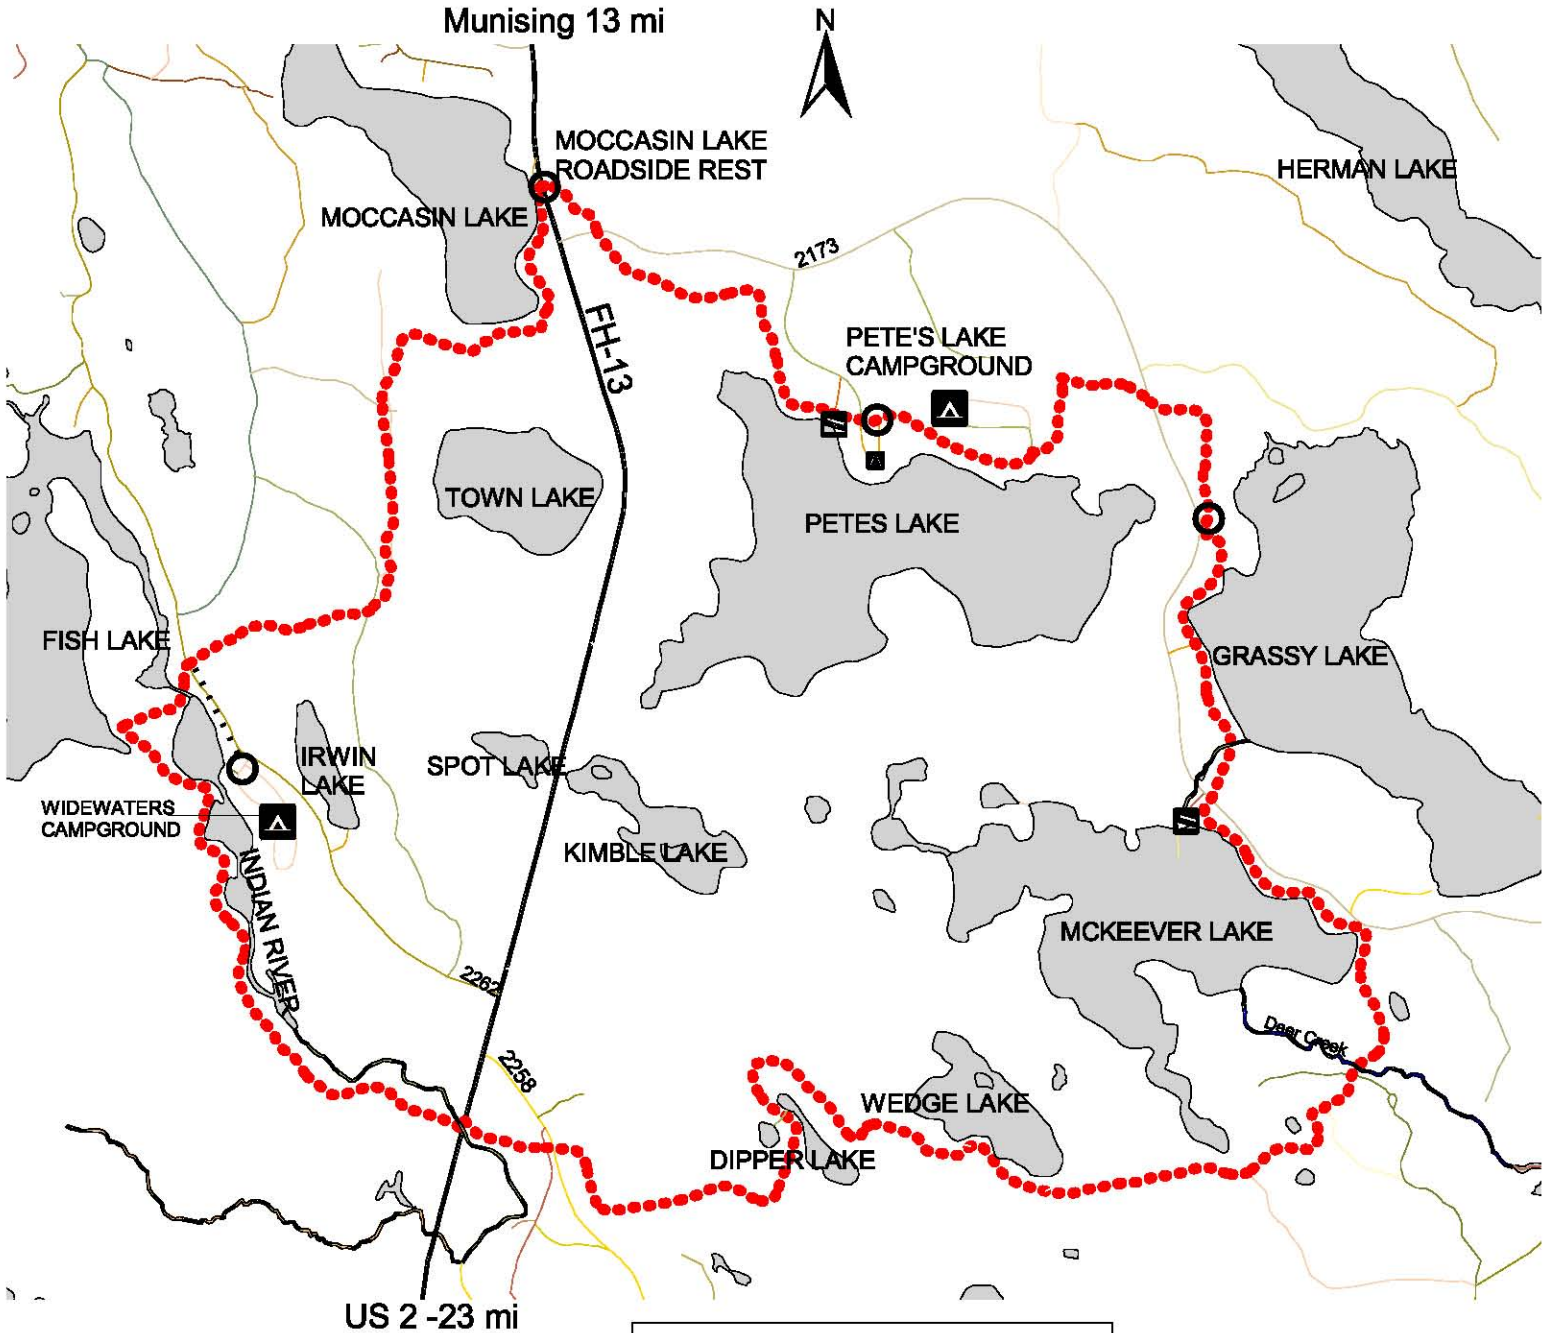 Munising 13 mi
N
MOCCASIN LAKE
ROADSIDE REST
HERMAN LAKE
MOCCASIN LAKE
2173
FH-13
PETE'S LAKE
CAMPGROUND
TOWN LAKE
PETES LAKE
FISH LAKE
GRASSY LAKE
IRWIN
LAKE
SPOT LAKE
WIDEWATERS
CAMPGROUND
KIMBLE LAKE
INDIAN RIVER
MCKEEVER LAKE
2262
Deer Creek
2258
WEDGE LAKE
DIPPER LAKE
US 2 -23 mi